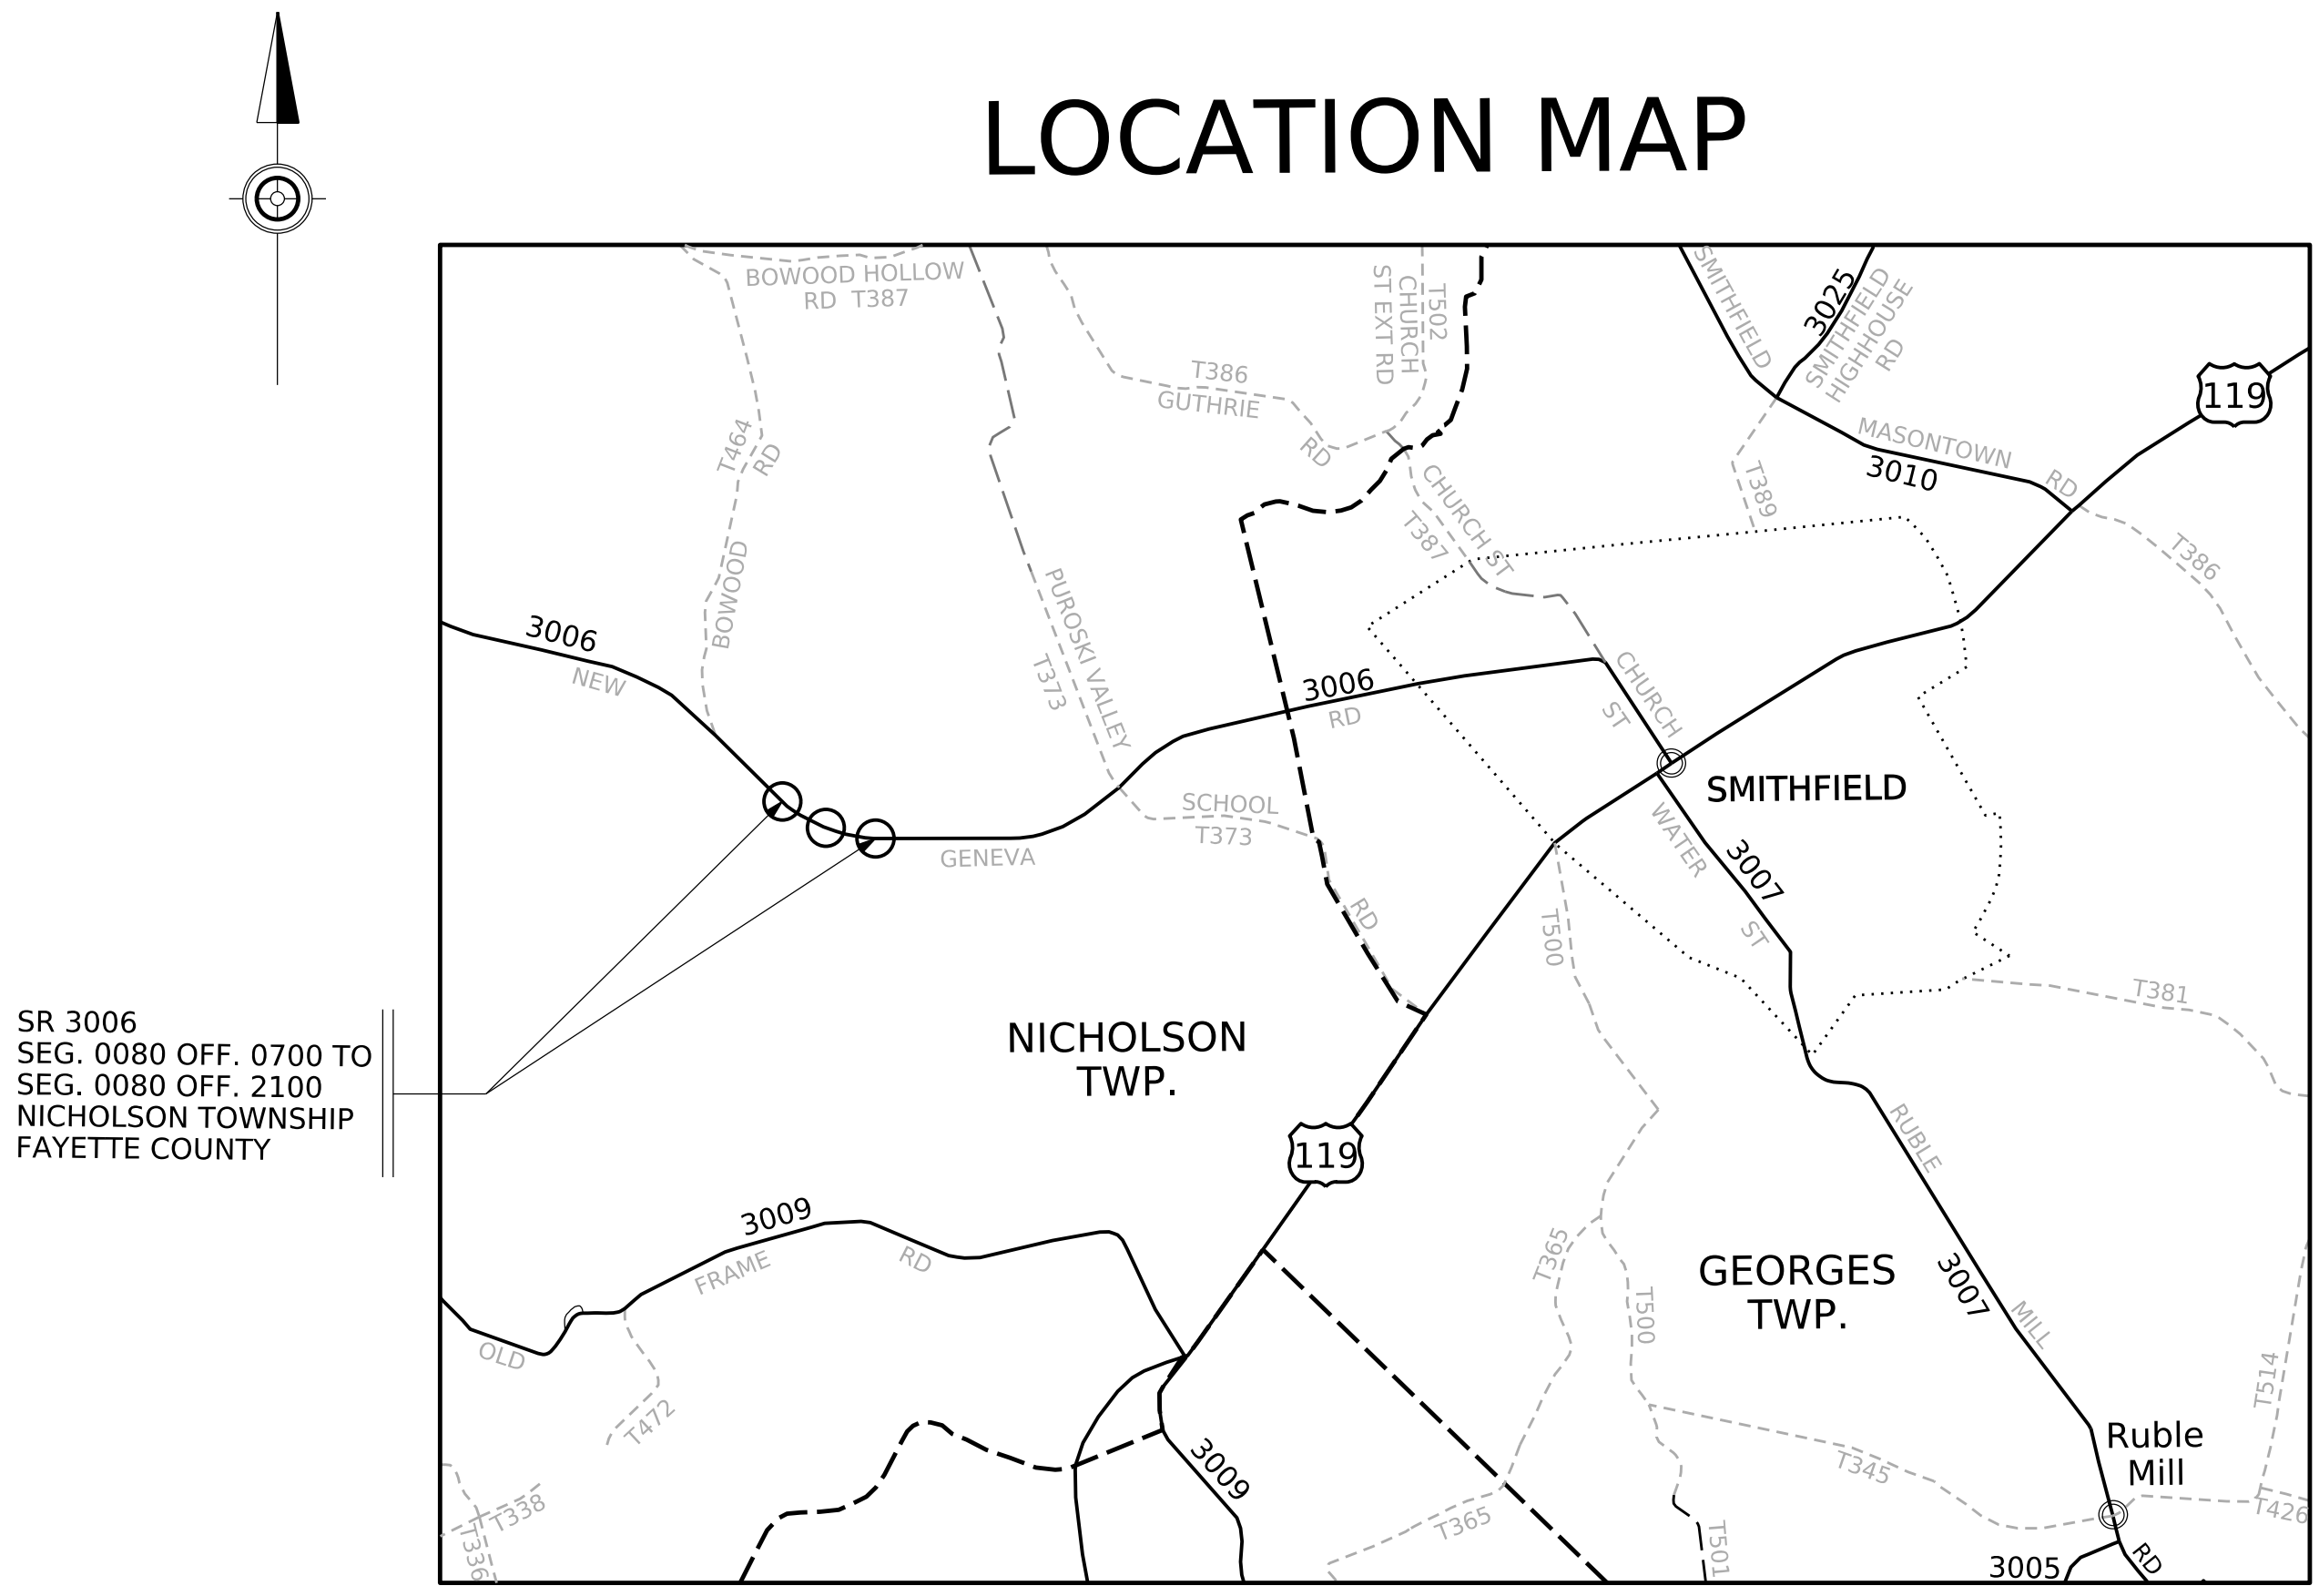 LOCATION MAP
BOWOOD HOLLOW
RD T387
T464
RD
BOWOOD
T386
GUTHRIE
RD
T502
CHURCH
ST EXT RD
SMITHFIELD
3025
SMITHFIELD
HIGHHOUSE
RD
119
MASONTOWN
RD
3010
T389
T386
CHURCH ST
T387
3006
NEW
PUROSKI VALLEY
T373
3006
RD
CHURCH
ST
SMITHFIELD
SCHOOL
T373
RD
GENEVA
WATER
ST
3007
T500
T381
SR 3006
SEG. 0080 OFF. 0700 TO
SEG. 0080 OFF. 2100
NICHOLSON TOWNSHIP
FAYETTE COUNTY
NICHOLSON
TWP.
119
RUBLE
MILL
3007
3009
FRAME
RD
OLD
T472
T365
T500
GEORGES
TWP.
T514
Ruble
Mill
T345
T426
3009
T338
T336
T365
T501
3005
RD